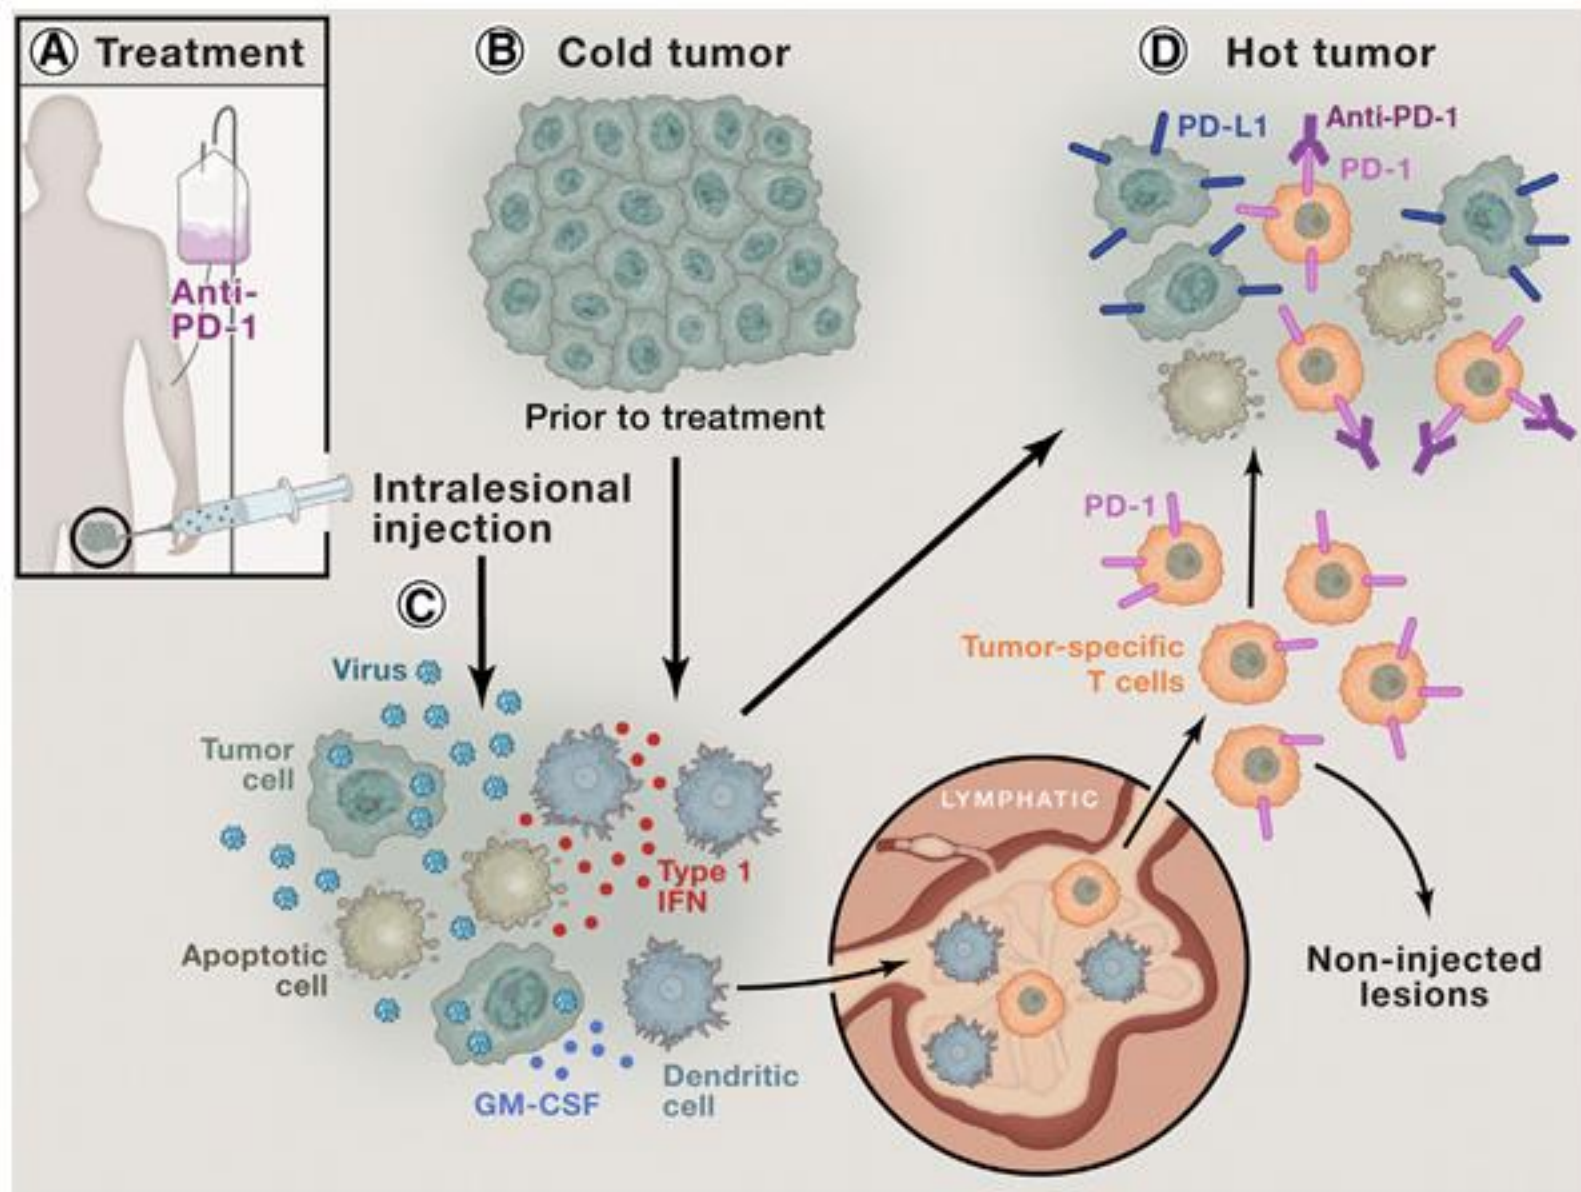 A Treatment
Anti-
PD-1
B Cold tumor
Prior to treatment
Intralesional
injection
C
Virus
Tumor
cell
Apoptotic
cell
Type 1
IFN
GM-CSF
Dendritic
cell
LYMPHATIC
D Hot tumor
PD-L1
Anti-PD-1
PD-1
PD-1
Tumor-specific
T cells
Non-injected
lesions